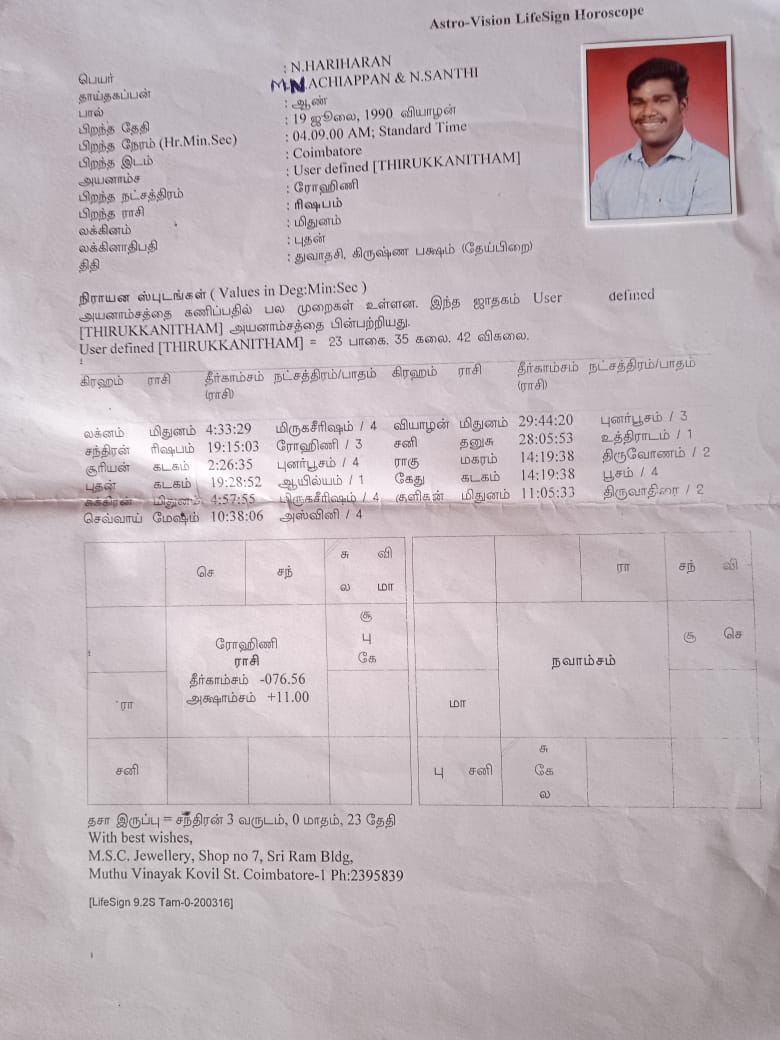 Astro-Vision LifeSign Horoscope
பெயர் : N.HARIHARAN
தாய்தகப்பன் M.N.ACHIAPPAN & N.SANTHI
பால் : ஆண்
பிறந்த தேதி : 19 ஜூலை, 1990 வியாழன்
பிறந்த நேரம் (Hr.Min.Sec) : 04.09.00 AM; Standard Time
பிறந்த இடம் : Coimbatore
அயனாம்ச : User defined [THIRUKKANITHAM]
பிறந்த நட்சத்திரம் : ரோஹிணி
பிறந்த ராசி : ரிஷபம்
லக்கினம் : மிதுனம்
லக்கினாதிபதி : புதன்
திதி : துவாதசி, கிருஷ்ண பக்ஷம் (தேய்பிறை)
நிராயன ஸ்புடங்கள் ( Values in Deg:Min:Sec )
அயனாம்சத்தை கணிப்பதில் பல முறைகள் உள்ளன. இந்த ஜாதகம் User defined
[THIRUKKANITHAM] அயனாம்சத்தை பின்பற்றியது.
User defined [THIRUKKANITHAM] = 23 பாகை. 35 கலை. 42 விகலை.
கிரஹம் ராசி தீர்காம்சம் நட்சத்திரம்/பாதம் கிரஹம் ராசி தீர்காம்சம் நட்சத்திரம்/பாதம்
(ராசி) (ராசி)
லக்னம் மிதுனம் 4:33:29 மிருகசீரிஷம் / 4 வியாழன் மிதுனம் 29:44:20 புனர்பூசம் / 3
சந்திரன் ரிஷபம் 19:15:03 ரோஹிணி / 3 சனி தனுசு 28:05:53 உத்திராடம் / 1
சூரியன் கடகம் 2:26:35 புனர்பூசம் / 4 ராகு மகரம் 14:19:38 திருவோணம் / 2
புதன் கடகம் 19:28:52 ஆயில்யம் / 1 கேது கடகம் 14:19:38 பூசம் / 4
சுக்கிரன் மிதுனம் 4:57:55 மிருகசீரிஷம் / 4 குளிகன் மிதுனம் 11:05:33 திருவாதிரை / 2
செவ்வாய் மேஷம் 10:38:06 அஸ்வினி / 4
செ சந் சு வி ரா சந் வி
ல மா
சூ சூ செ
பு
கே
ரோஹிணி
ராசி நவாம்சம்
தீர்காம்சம் -076.56
அக்ஷாம்சம் +11.00
ரா மா
சனி பு சனி சு
கே
ல
தசா இருப்பு = சந்திரன் 3 வருடம், 0 மாதம், 23 தேதி
With best wishes,
M.S.C. Jewellery, Shop no 7, Sri Ram Bldg,
Muthu Vinayak Kovil St. Coimbatore-1 Ph:2395839
[LifeSign 9.2S Tam-0-200316]